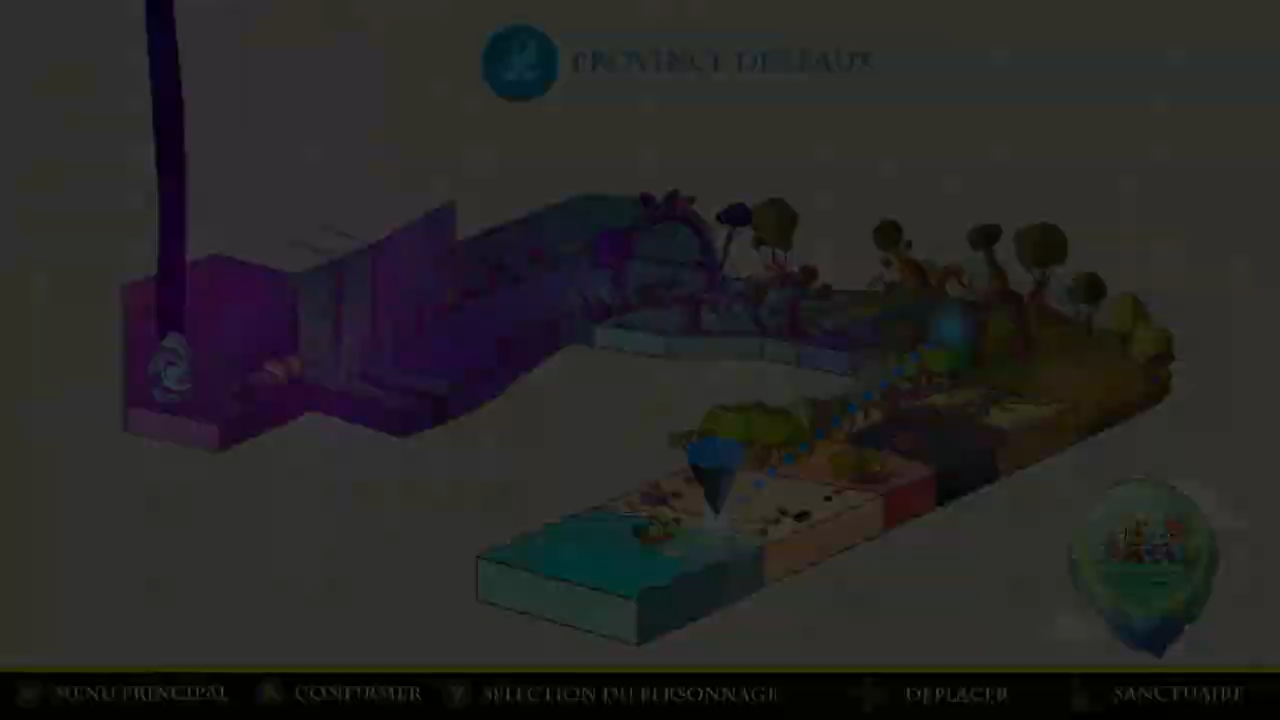 PROVINCE DES EAUX
MENU PRINCIPAL CONFIRMER SÉLECTION DU PERSONNAGE DÉPLACER SANCTUAIRE